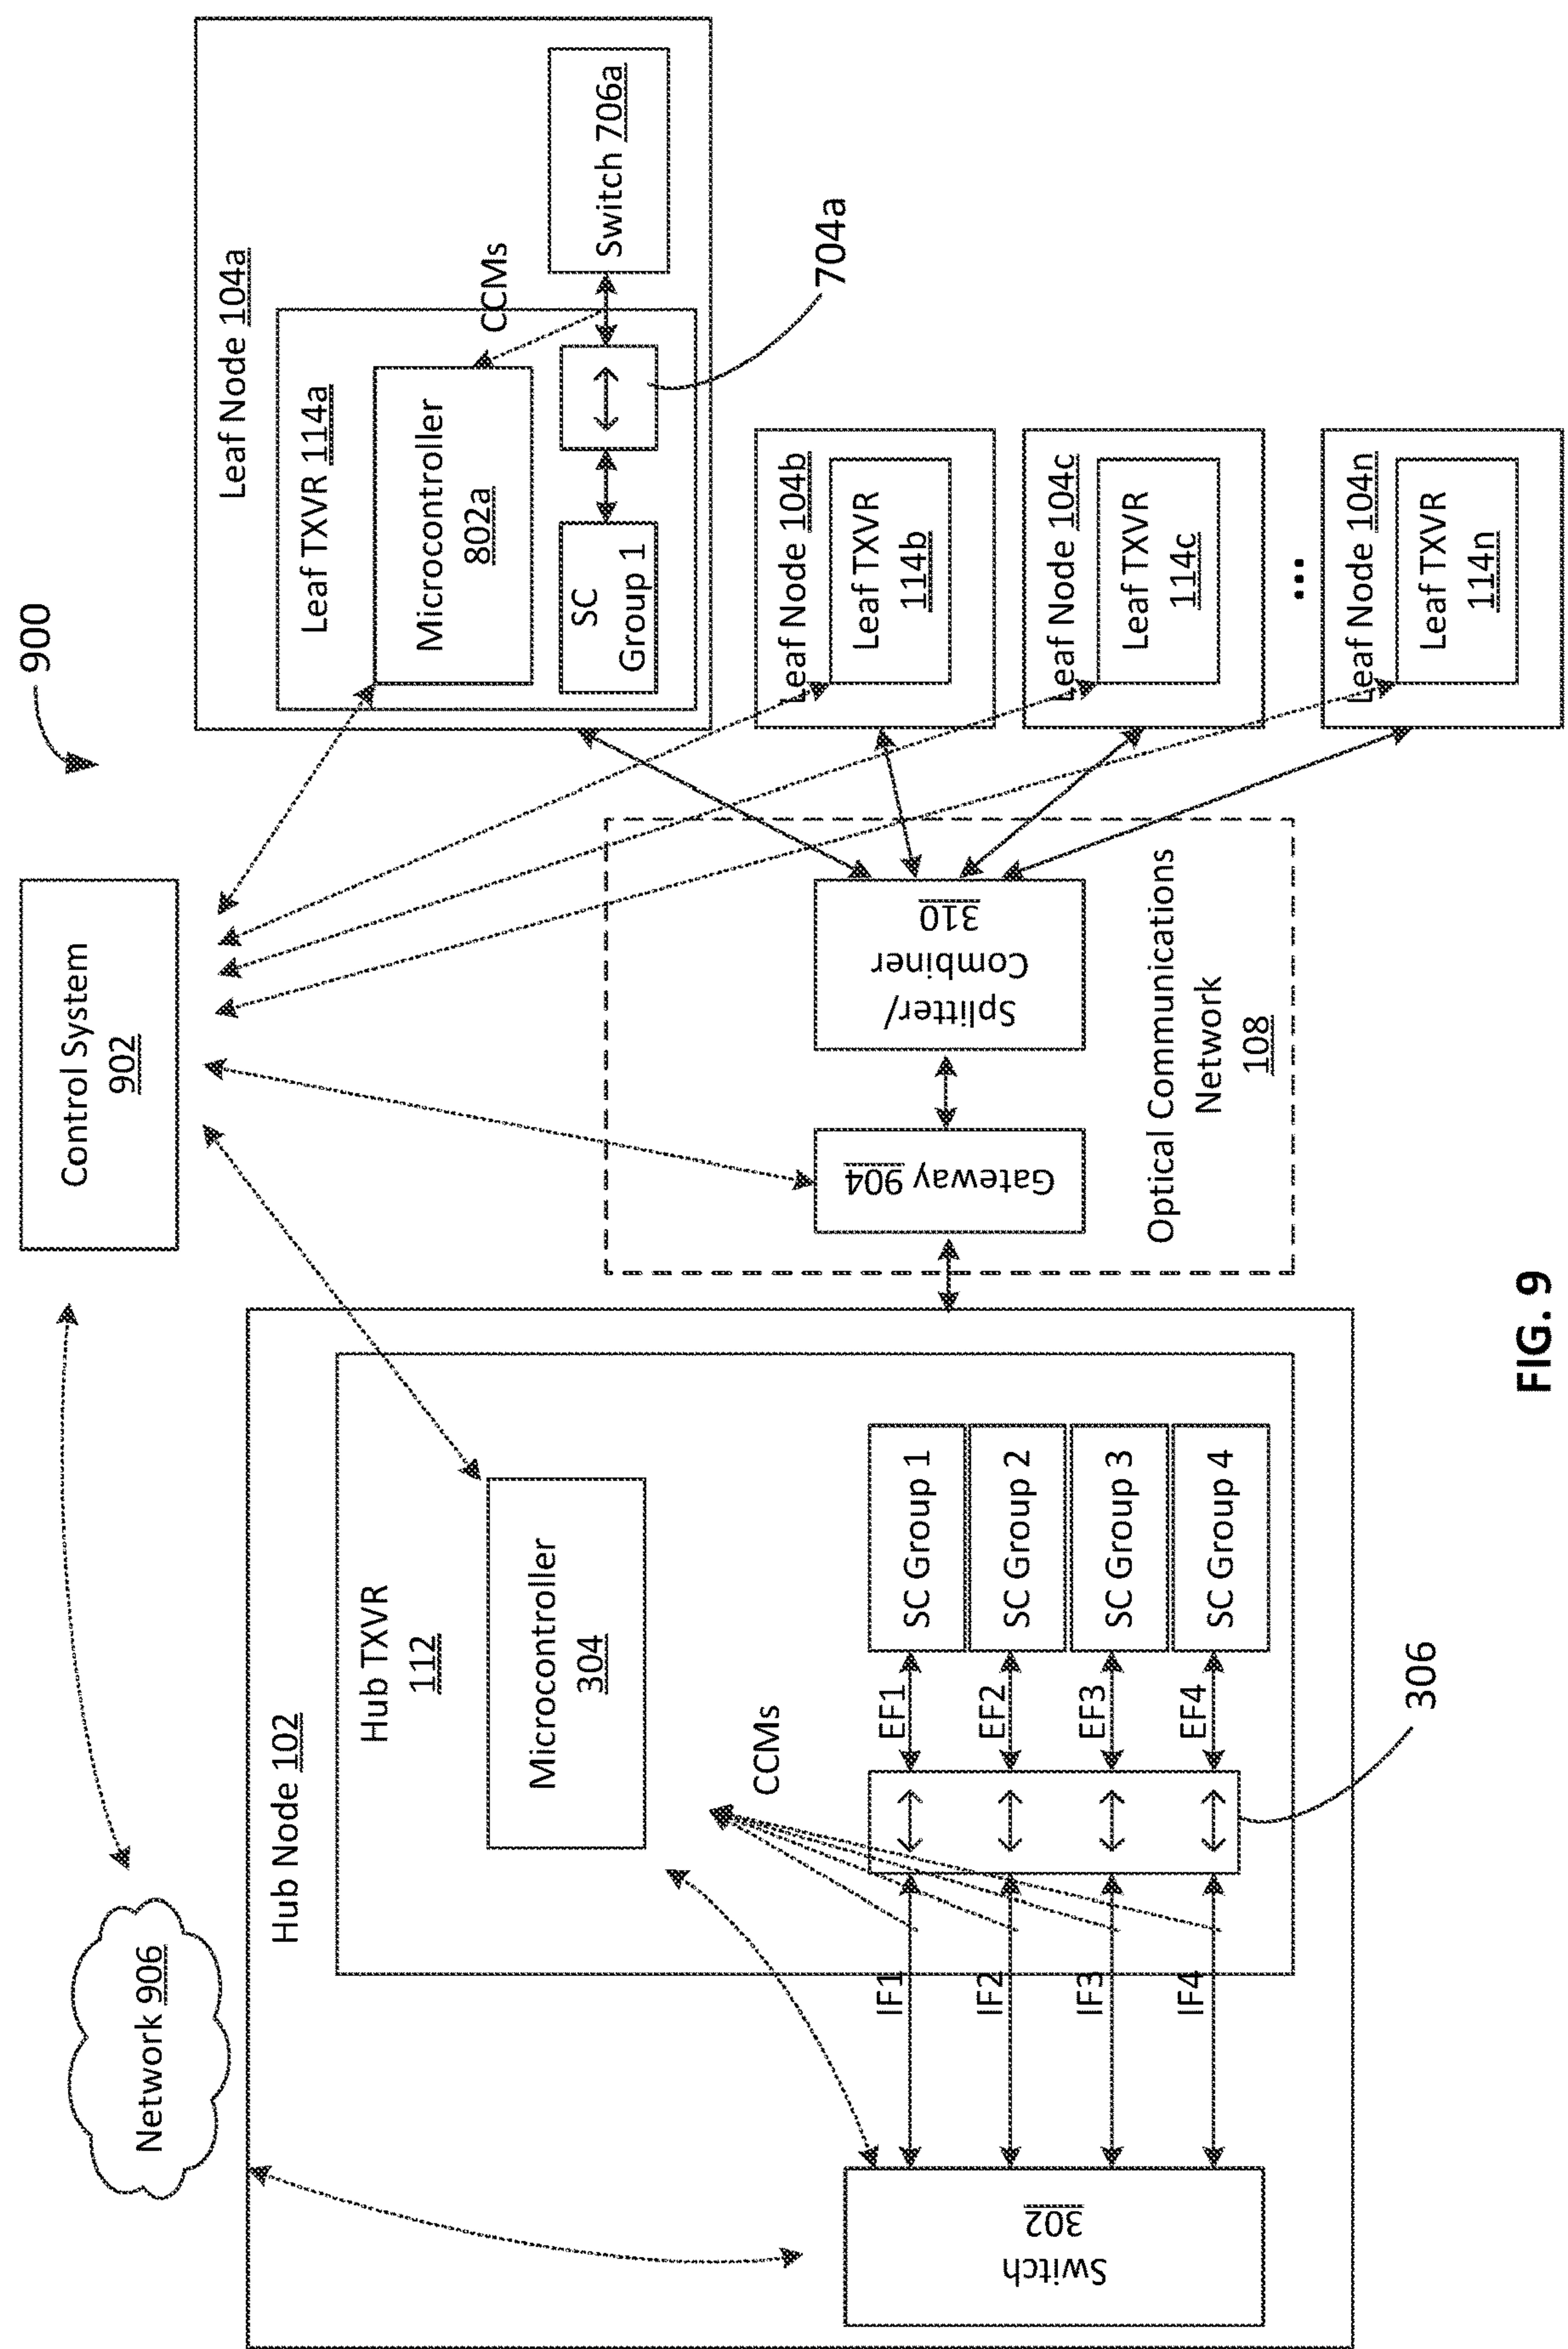 900
Control System
902
Network 906
Hub Node 102
Hub TXVR
112
Microcontroller
304
CCMs
Switch
302
IF1
IF2
IF3
IF4
EF1
EF2
EF3
EF4
SC Group 1
SC Group 2
SC Group 3
SC Group 4
306
Gateway 904
Splitter/
Combiner
310
Optical Communications
Network
108
Leaf Node 104a
Leaf TXVR 114a
Microcontroller
802a
CCMs
SC
Group 1
Switch 706a
704a
Leaf Node 104b
Leaf TXVR
114b
Leaf Node 104c
Leaf TXVR
114c
...
Leaf Node 104n
Leaf TXVR
114n
FIG. 9